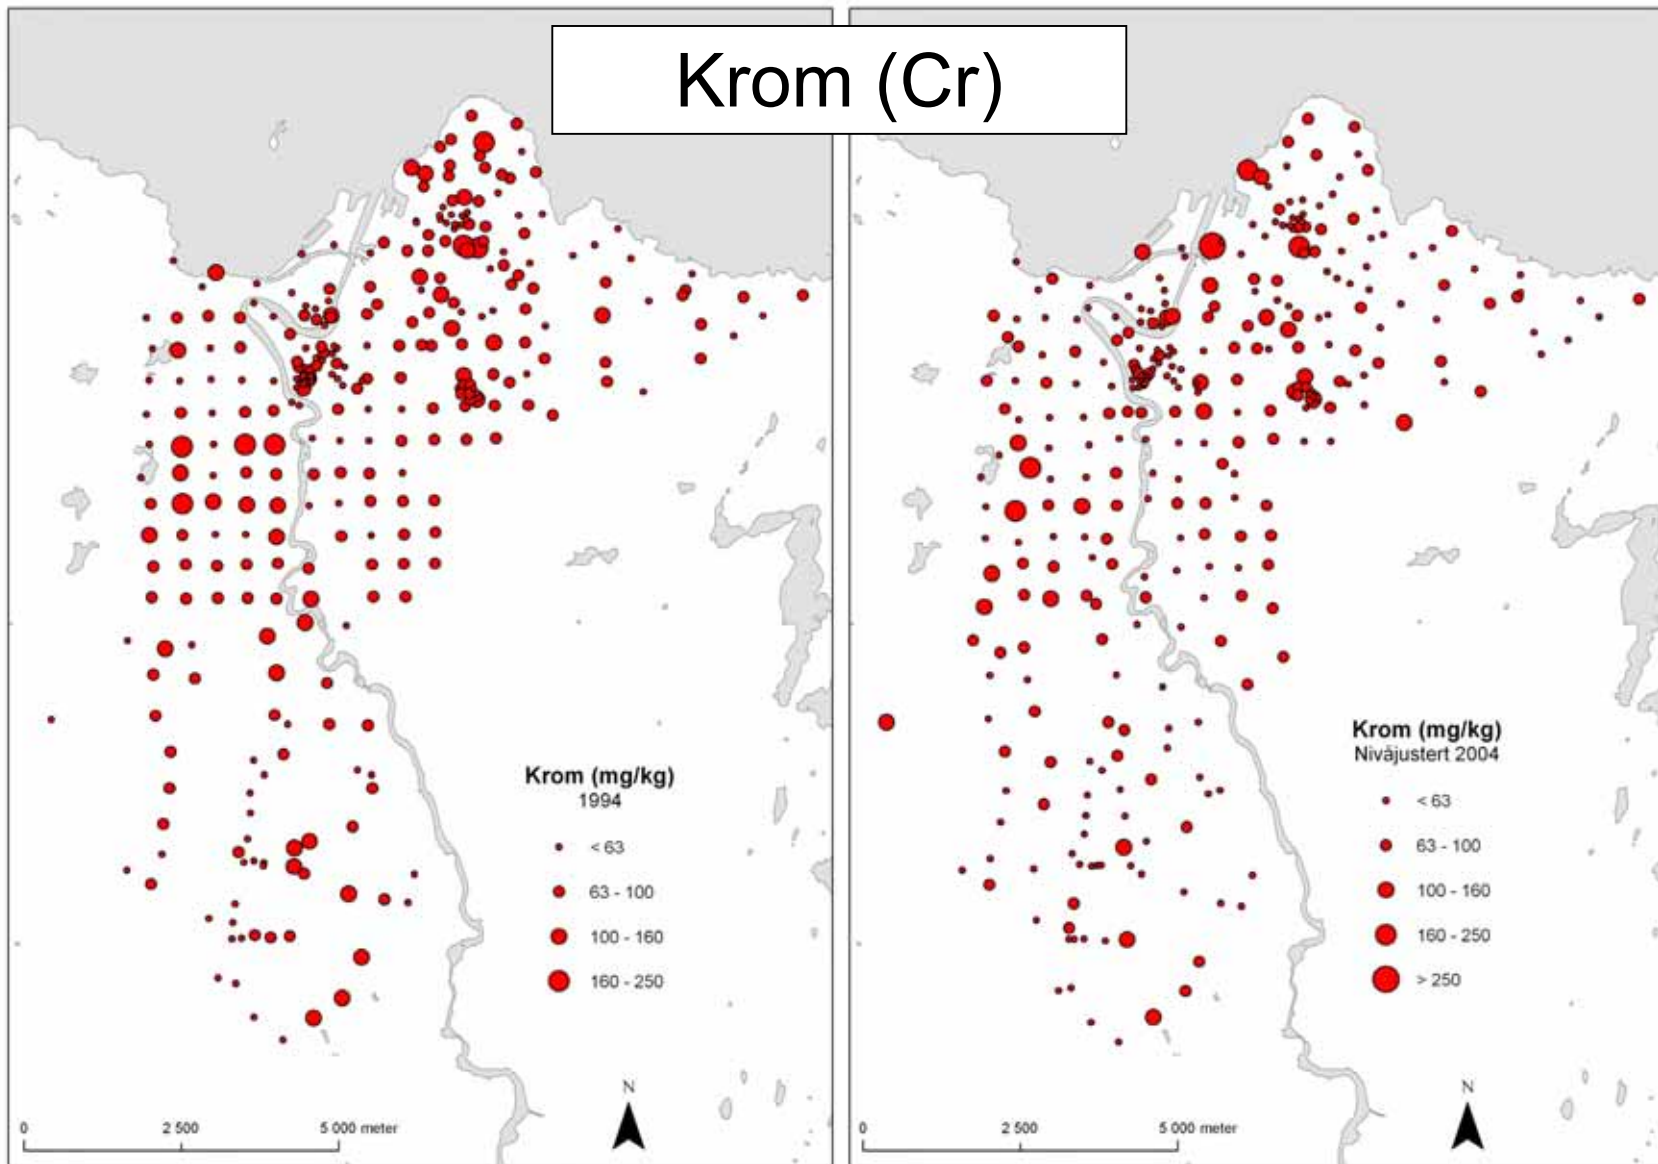 Krom (Cr)
Krom (mg/kg)
1994
< 63
63 - 100
100 - 160
160 - 250
N
0 2 500 5 000 meter
Krom (mg/kg)
Nivåjustert 2004
< 63
63 - 100
100 - 160
160 - 250
> 250
N
0 2 500 5 000 meter